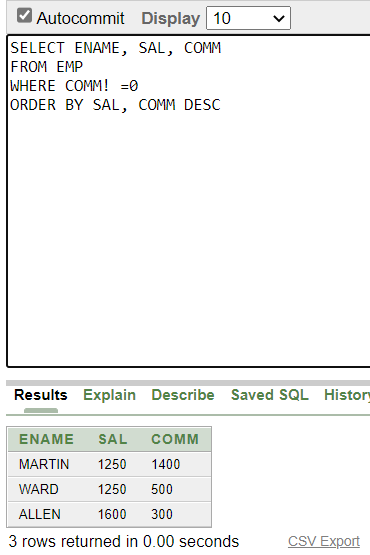 Autocommit Display 10
SELECT ENAME, SAL, COMM
FROM EMP
WHERE COMM! =0
ORDER BY SAL, COMM DESC
Results Explain Describe Saved SQL History
ENAME SAL COMM
MARTIN 1250 1400
WARD 1250 500
ALLEN 1600 300
3 rows returned in 0.00 seconds CSV Export